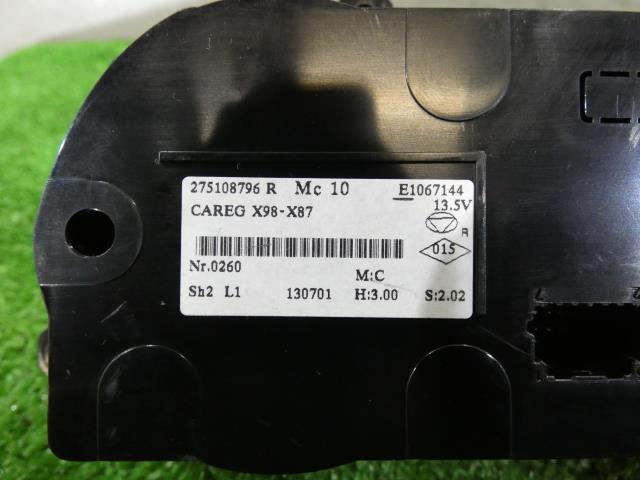 275108796 R Mc 10 E1067144
CAREG X98-X87 13.5V
R
015
Nr.0260 M:C
Sh2 L1 130701 H:3.00 S:2.02